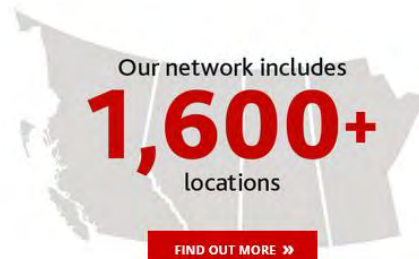 Our network includes
1,600+
locations
FIND OUT MORE »